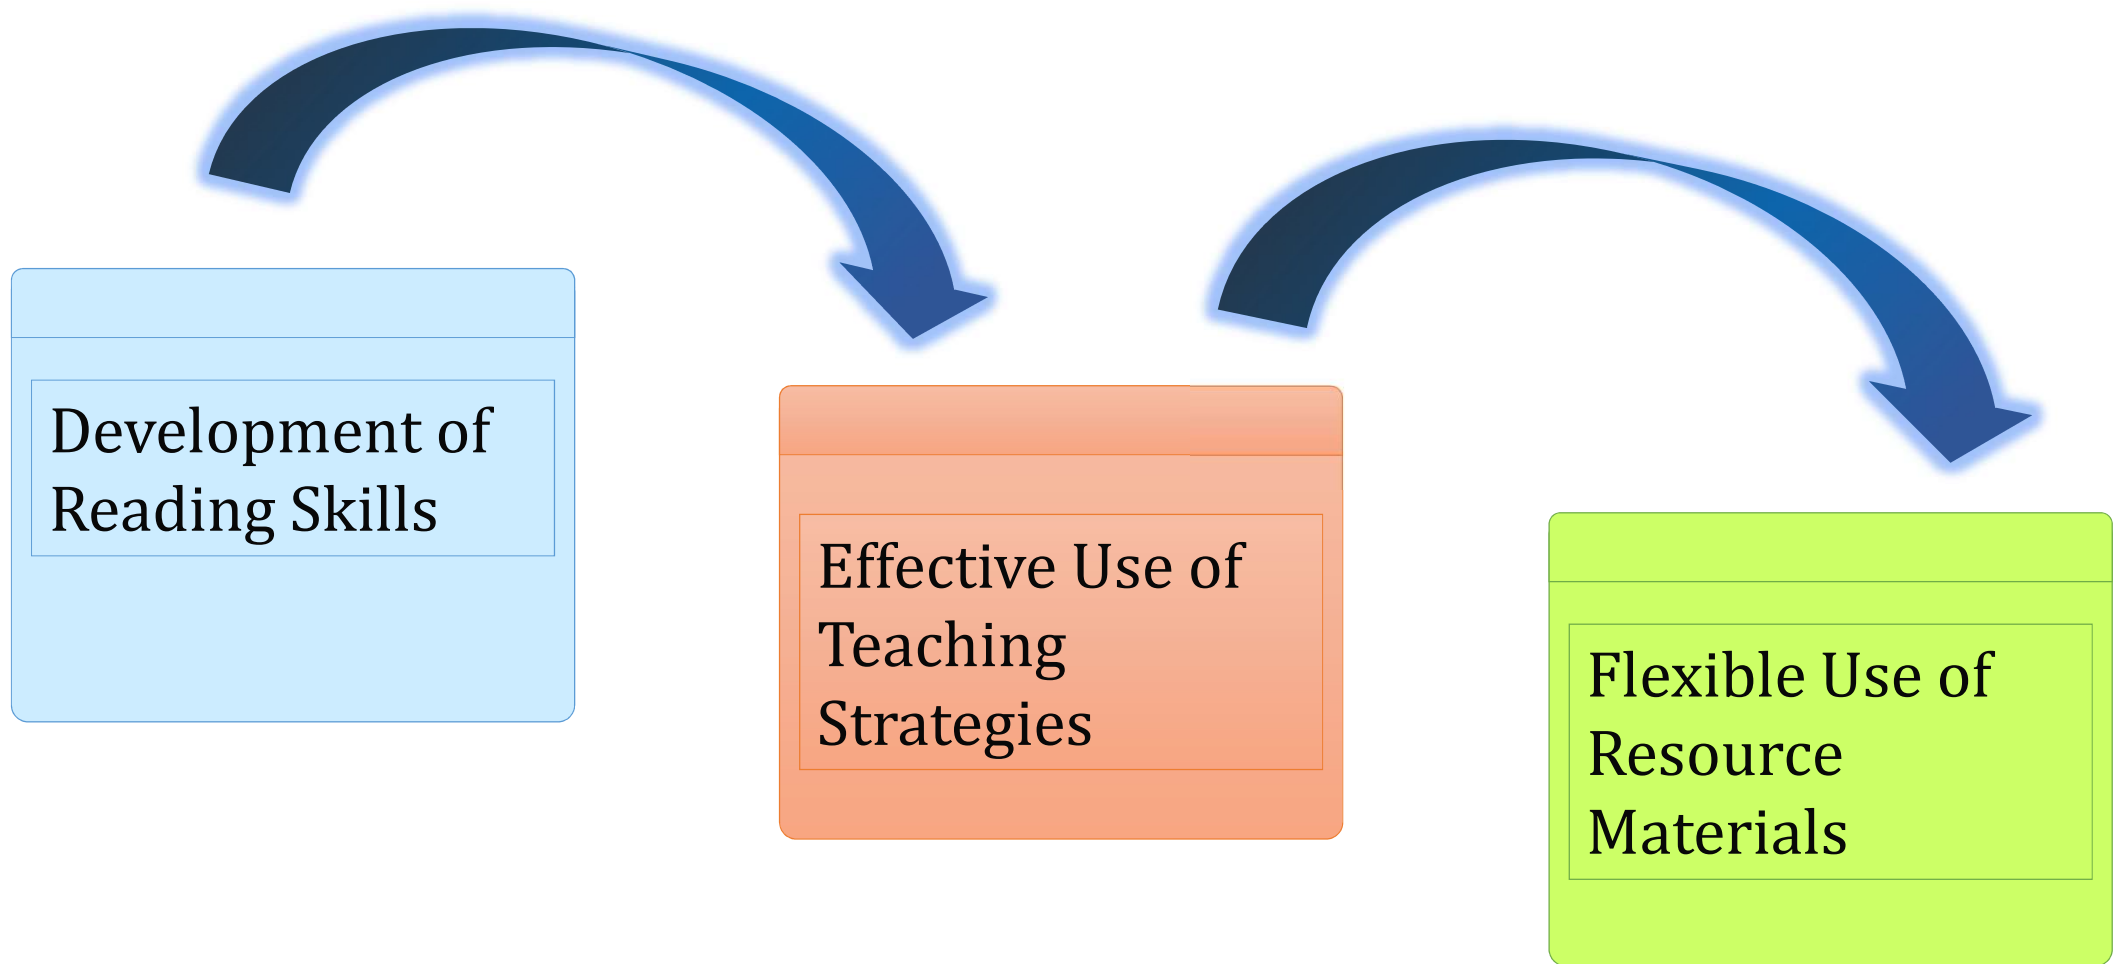 Development of
Reading Skills
Effective Use of
Teaching
Strategies
Flexible Use of
Resource
Materials